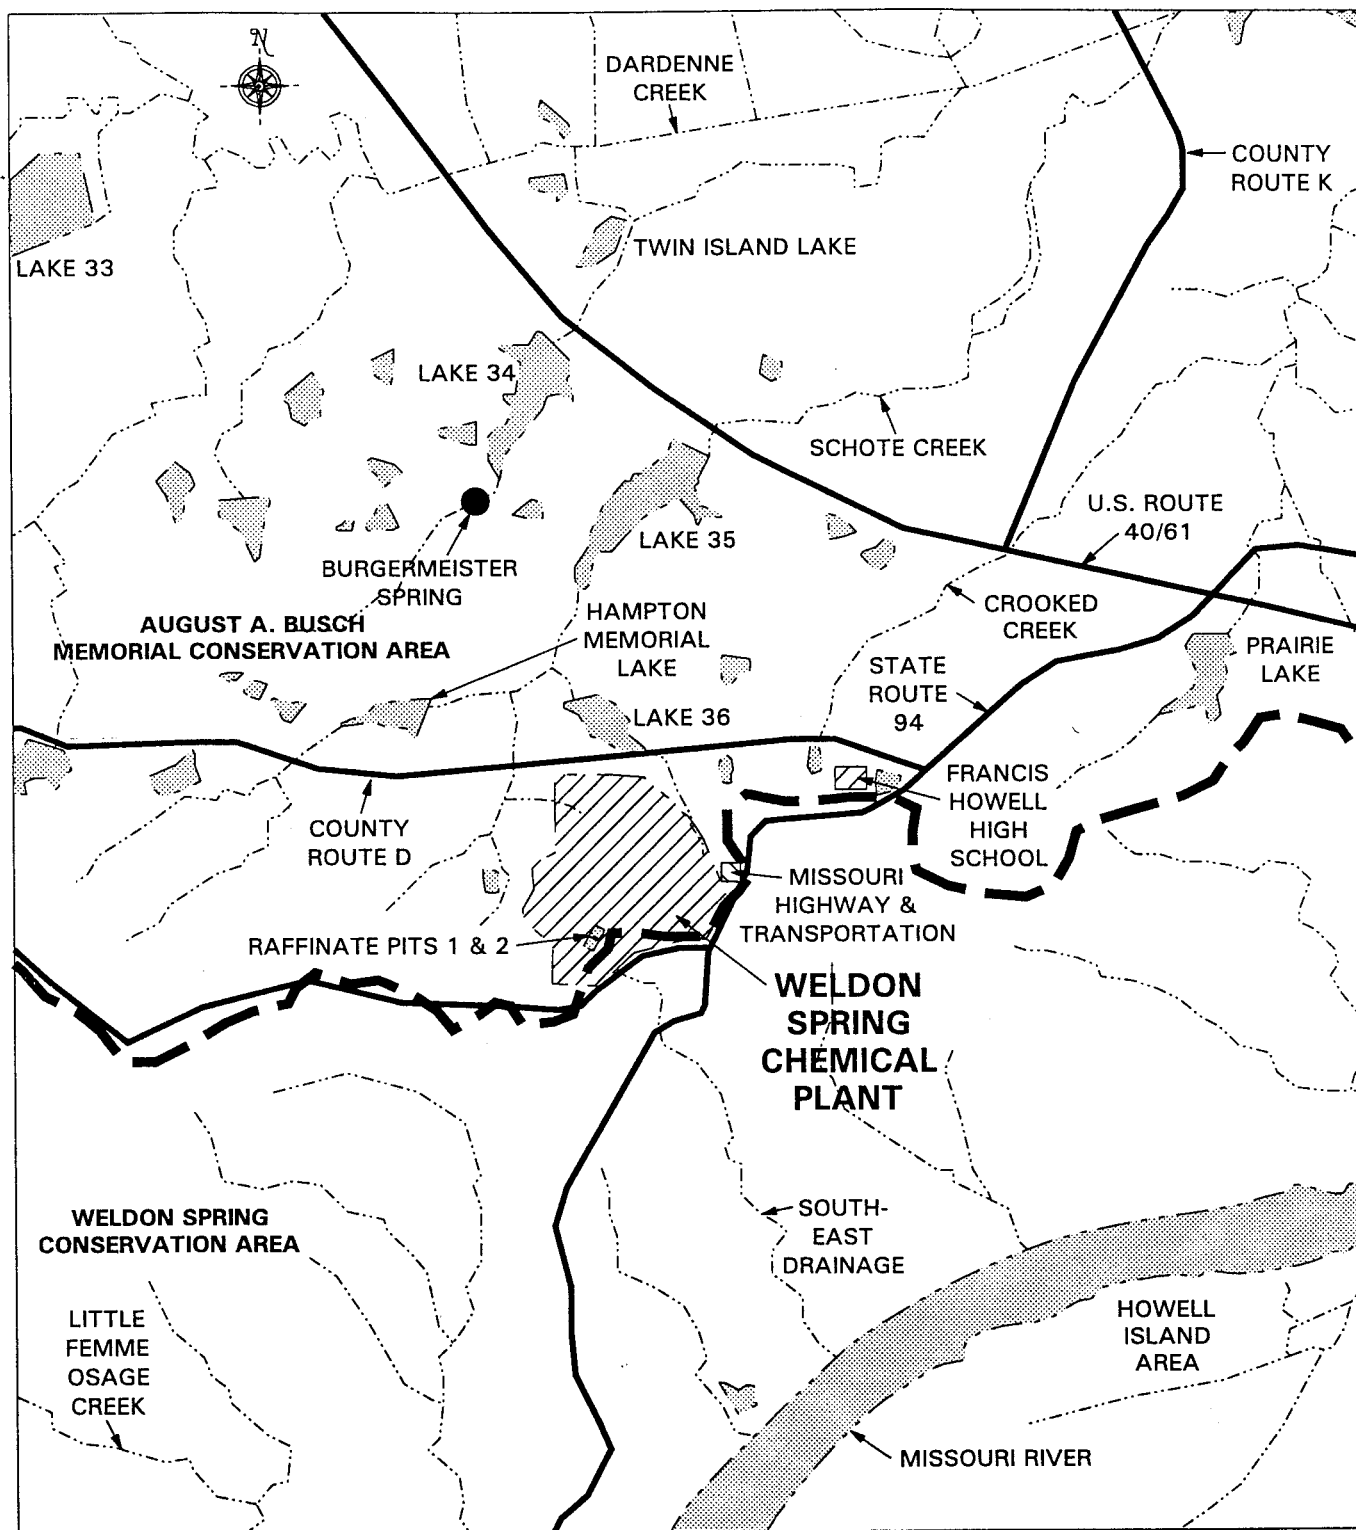 N
DARDENNE
CREEK
COUNTY
ROUTE K
TWIN ISLAND LAKE
LAKE 33
LAKE 34
SCHOTE CREEK
U.S. ROUTE
40/61
LAKE 35
BURGERMEISTER
SPRING
HAMPTON
MEMORIAL
LAKE
CROOKED
CREEK
AUGUST A. BUSCH
MEMORIAL CONSERVATION AREA
PRAIRIE
LAKE
STATE
ROUTE
94
LAKE 36
FRANCIS
HOWELL
HIGH
SCHOOL
COUNTY
ROUTE D
MISSOURI
HIGHWAY &
TRANSPORTATION
RAFFINATE PITS 1 & 2
WELDON
SPRING
CHEMICAL
PLANT
WELDON SPRING
CONSERVATION AREA
SOUTH-
EAST
DRAINAGE
LITTLE
FEMME
OSAGE
CREEK
HOWELL
ISLAND
AREA
MISSOURI RIVER